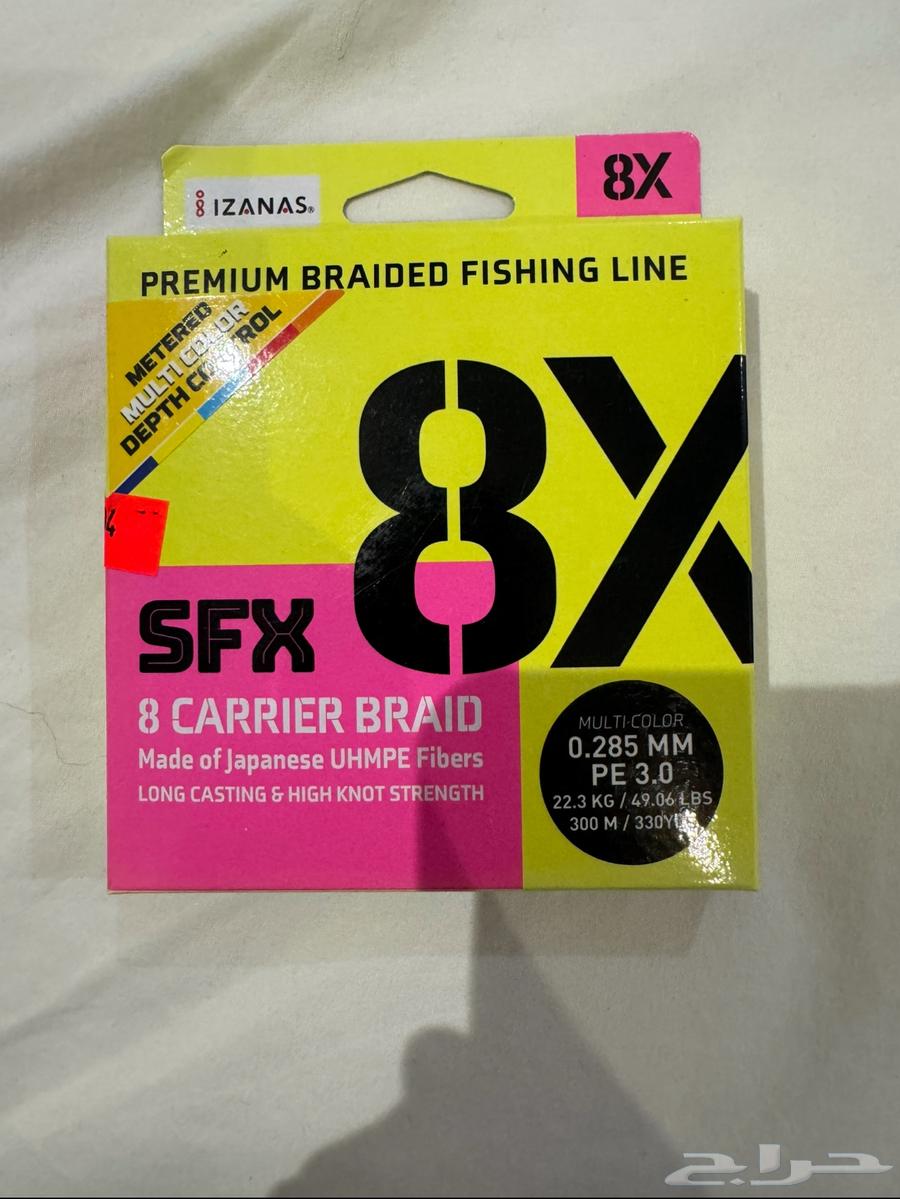 IZANAS®
8X
PREMIUM BRAIDED FISHING LINE
METERED
MULTI COLOR
DEPTH CONTROL
8X
4
SFX
8 CARRIER BRAID
Made of Japanese UHMPE Fibers
LONG CASTING & HIGH KNOT STRENGTH
MULTI-COLOR
0.285 MM
PE 3.0
22.3 KG / 49.06 LBS
300 M / 330YDS
حراج